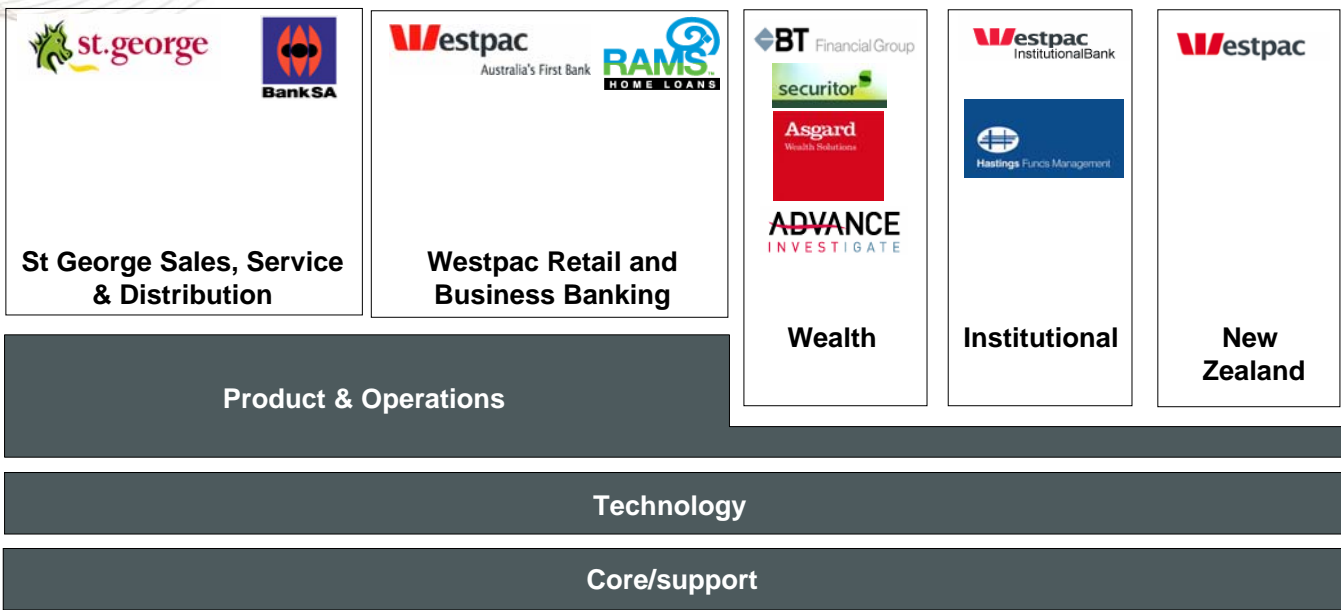 st.george
BankSA
St George Sales, Service
& Distribution
Westpac
Australia's First Bank
RAMS
HOME LOANS
Westpac Retail and
Business Banking
BT Financial Group
securitor
Asgard
Wealth Solutions
ADVANCE
INVESTIGATE
Wealth
Westpac
InstitutionalBank
Hastings Funds Management
Institutional
Westpac
New
Zealand
Product & Operations
Technology
Core/support